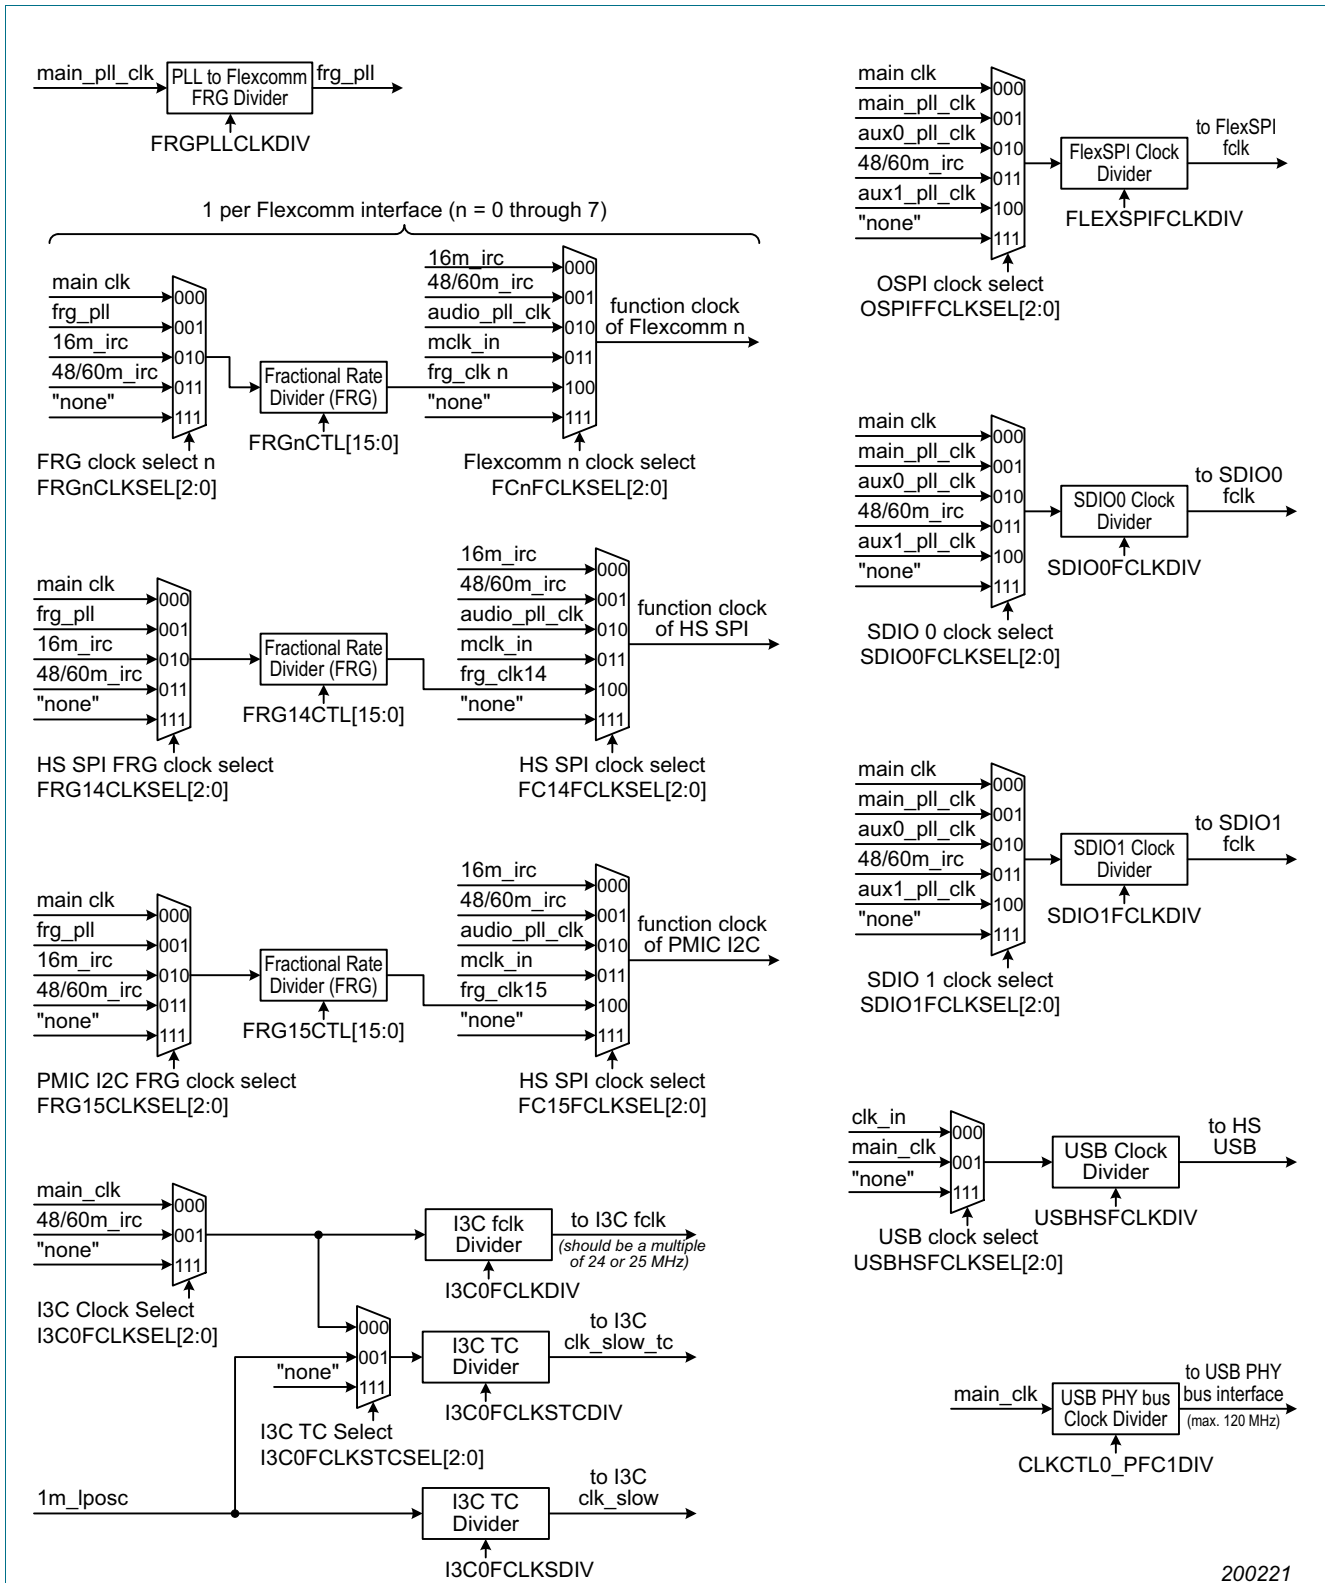 main_pll_clk
PLL to Flexcomm
FRG Divider
frg_pll
FRGPLLCLKDIV
1 per Flexcomm interface (n = 0 through 7)
main clk
000
frg_pll
001
16m_irc
010
48/60m_irc
011
"none"
111
FRG clock select n
FRGnCLKSEL[2:0]
Fractional Rate
Divider (FRG)
FRGnCTL[15:0]
16m_irc
000
48/60m_irc
001
audio_pll_clk
010
mclk_in
011
frg_clk n
100
"none"
111
Flexcomm n clock select
FCnFCLKSEL[2:0]
function clock
of Flexcomm n
main clk
000
frg_pll
001
16m_irc
010
48/60m_irc
011
"none"
111
HS SPI FRG clock select
FRG14CLKSEL[2:0]
Fractional Rate
Divider (FRG)
FRG14CTL[15:0]
16m_irc
000
48/60m_irc
001
audio_pll_clk
010
mclk_in
011
frg_clk14
100
"none"
111
HS SPI clock select
FC14FCLKSEL[2:0]
function clock
of HS SPI
main clk
000
frg_pll
001
16m_irc
010
48/60m_irc
011
"none"
111
PMIC I2C FRG clock select
FRG15CLKSEL[2:0]
Fractional Rate
Divider (FRG)
FRG15CTL[15:0]
16m_irc
000
48/60m_irc
001
audio_pll_clk
010
mclk_in
011
frg_clk15
100
"none"
111
HS SPI clock select
FC15FCLKSEL[2:0]
function clock
of PMIC I2C
main_clk
000
48/60m_irc
001
"none"
111
I3C Clock Select
I3C0FCLKSEL[2:0]
I3C fclk
Divider
I3C0FCLKDIV
to I3C fclk
(should be a multiple
of 24 or 25 MHz)
000
001
"none"
111
I3C TC Select
I3C0FCLKSTCSEL[2:0]
I3C TC
Divider
I3C0FCLKSTCDIV
to I3C
clk_slow_tc
1m_lposc
I3C TC
Divider
I3C0FCLKSDIV
to I3C
clk_slow
main clk
000
main_pll_clk
001
aux0_pll_clk
010
48/60m_irc
011
aux1_pll_clk
100
"none"
111
OSPI clock select
OSPIFFCLKSEL[2:0]
FlexSPI Clock
Divider
FLEXSPIFCLKDIV
to FlexSPI
fclk
main clk
000
main_pll_clk
001
aux0_pll_clk
010
48/60m_irc
011
aux1_pll_clk
100
"none"
111
SDIO 0 clock select
SDIO0FCLKSEL[2:0]
SDIO0 Clock
Divider
SDIO0FCLKDIV
to SDIO0
fclk
main clk
000
main_pll_clk
001
aux0_pll_clk
010
48/60m_irc
011
aux1_pll_clk
100
"none"
111
SDIO 1 clock select
SDIO1FCLKSEL[2:0]
SDIO1 Clock
Divider
SDIO1FCLKDIV
to SDIO1
fclk
clk_in
000
main_clk
001
"none"
111
USB clock select
USBHSFCLKSEL[2:0]
USB Clock
Divider
USBHSFCLKDIV
to HS
USB
main_clk
USB PHY bus
Clock Divider
CLKCTL0_PFC1DIV
to USB PHY
bus interface
(max. 120 MHz)
200221